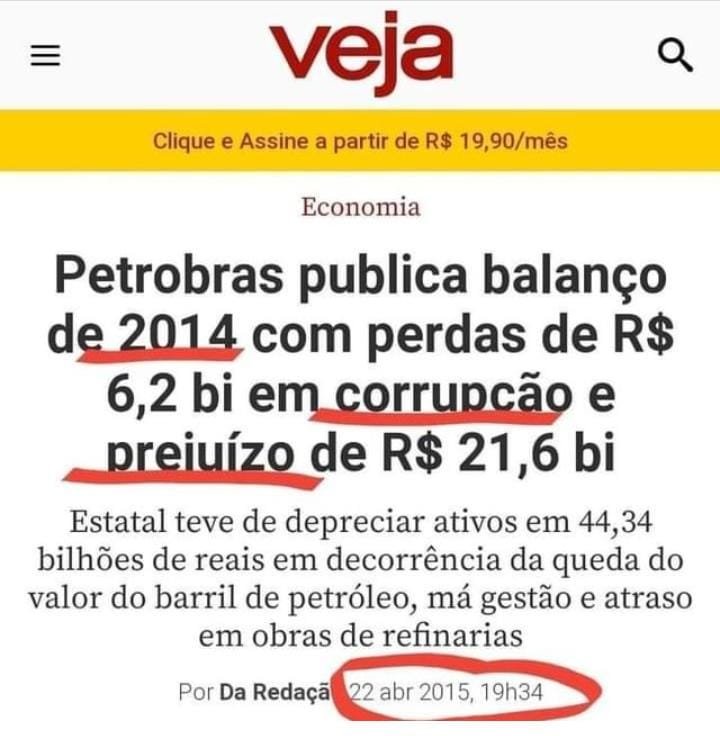 veja
Clique e Assine a partir de R$ 19,90/mês
Economia
Petrobras publica balanço
de 2014 com perdas de R$
6,2 bi em corrupção e
prejuízo de R$ 21,6 bi
Estatal teve de depreciar ativos em 44,34
bilhões de reais em decorrência da queda do
valor do barril de petróleo, má gestão e atraso
em obras de refinarias
Por Da Redaçã 22 abr 2015, 19h34